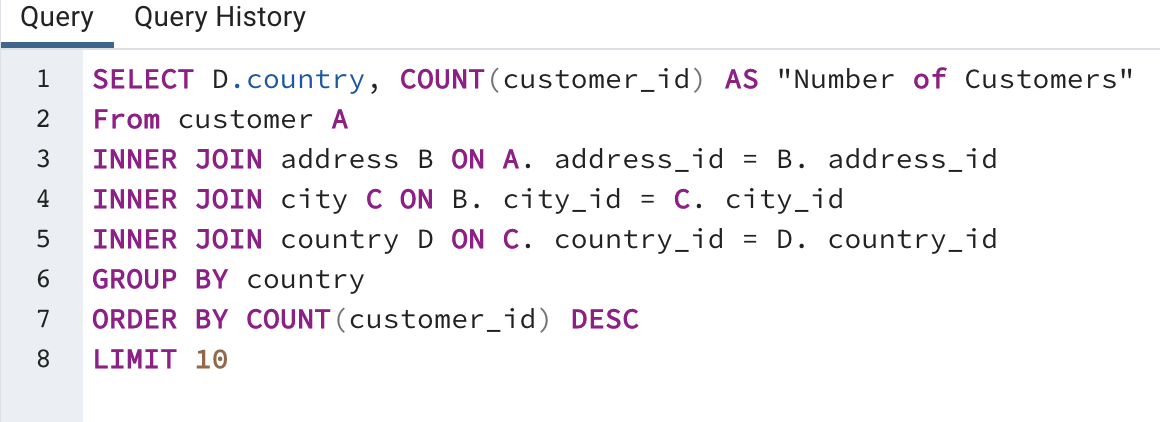 Query Query History
1 SELECT D.country, COUNT(customer_id) AS "Number of Customers"
2 From customer A
3 INNER JOIN address B ON A. address_id = B. address_id
4 INNER JOIN city C ON B. city_id = C. city_id
5 INNER JOIN country D ON C. country_id = D. country_id
6 GROUP BY country
7 ORDER BY COUNT(customer_id) DESC
8 LIMIT 10